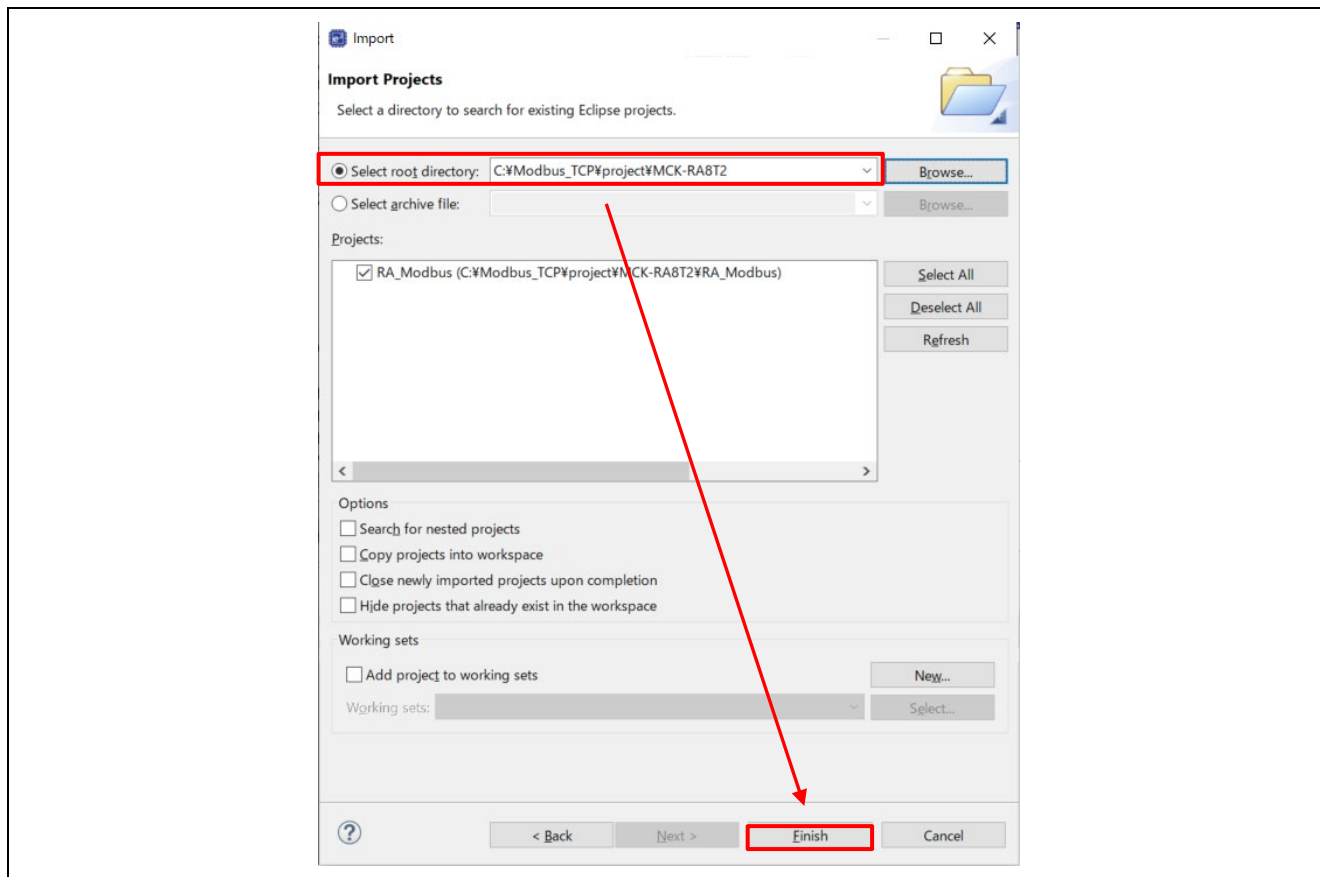 Import
Import Projects
Select a directory to search for existing Eclipse projects.
Select root directory: C:¥Modbus_TCP¥project¥MCK-RA8T2 Browse...
Select archive file: Browse...
Projects:
RA_Modbus (C:¥Modbus_TCP¥project¥MCK-RA8T2¥RA_Modbus)
Select All
Deselect All
Refresh
Options
Search for nested projects
Copy projects into workspace
Close newly imported projects upon completion
Hide projects that already exist in the workspace
Working sets
Add project to working sets New...
Working sets: Select...
? < Back Next > Finish Cancel